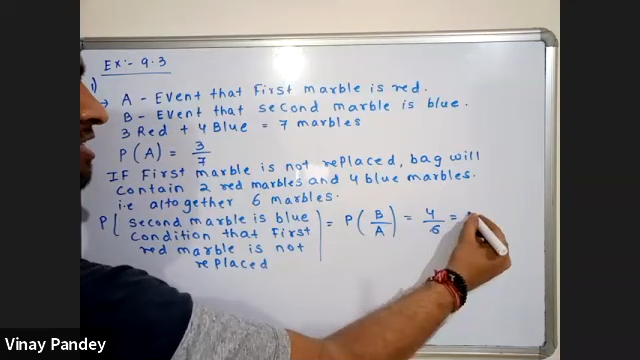 Ex:- 9.3
1)
→ A - Event that First marble is red.
B - Event that second marble is blue.
3 Red + 4 Blue = 7 marbles
P(A) = 3/7
IF First marble is not replaced, bag will
contain 2 red marbles and 4 blue marbles.
i.e altogether 6 marbles.
P( second marble is blue
condition that first
red marble is not
replaced ) = P(B/A) = 4/6 =
Vinay Pandey